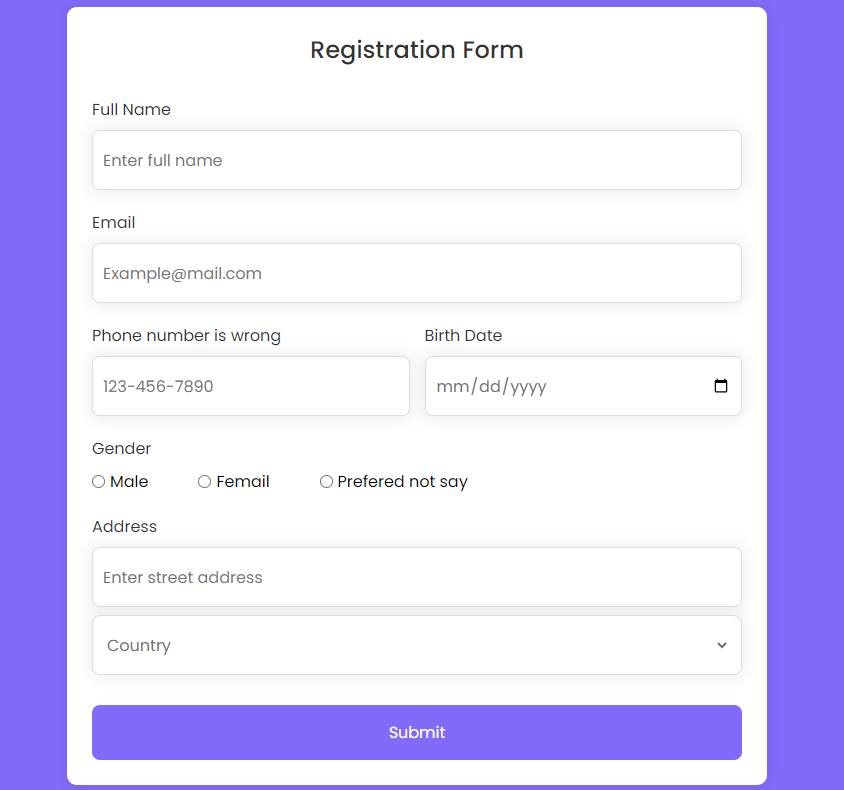 Registration Form
Full Name
Enter full name
Email
Example@mail.com
Phone number is wrong Birth Date
123-456-7890 mm/dd/yyyy
Gender
Male Femail Prefered not say
Address
Enter street address
Country
Submit